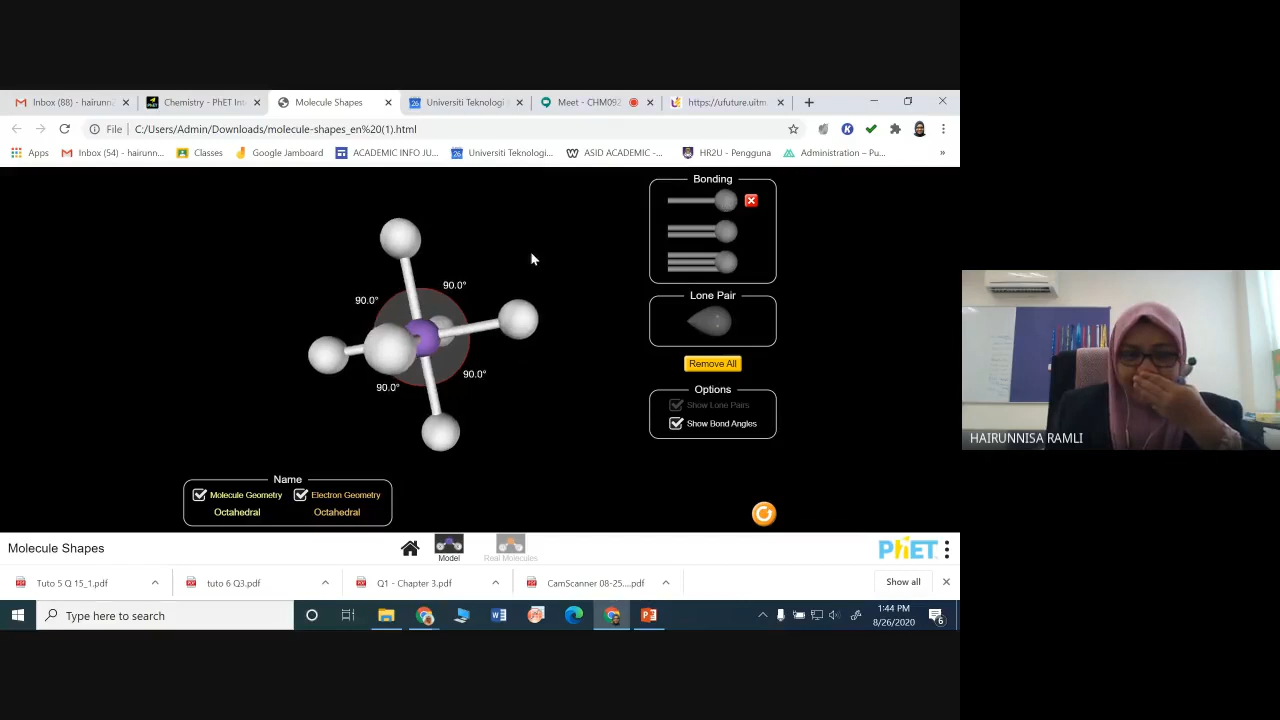 Inbox (88) - hairunn
Chemistry - PhET Int
Molecule Shapes
Universiti Teknologi
Meet - CHM092
https://ufuture.uitm
File
C:/Users/Admin/Downloads/molecule-shapes_en%20(1).html
Apps
Inbox (54) - hairunn...
Classes
Google Jamboard
ACADEMIC INFO JU...
Universiti Teknologi...
ASID ACADEMIC -...
HR2U - Pengguna
Administration – Pu...
»
Bonding
Lone Pair
Remove All
Options
Show Lone Pairs
Show Bond Angles
90.0°
90.0°
90.0°
90.0°
Name
Molecule Geometry
Electron Geometry
Octahedral
Octahedral
HAIRUNNISA RAMLI
Molecule Shapes
Model
Real Molecules
PhET
Tuto 5 Q 15_1.pdf
tuto 6 Q3.pdf
Q1 - Chapter 3.pdf
CamScanner 08-25....pdf
Show all
Type here to search
1:44 PM
8/26/2020
6